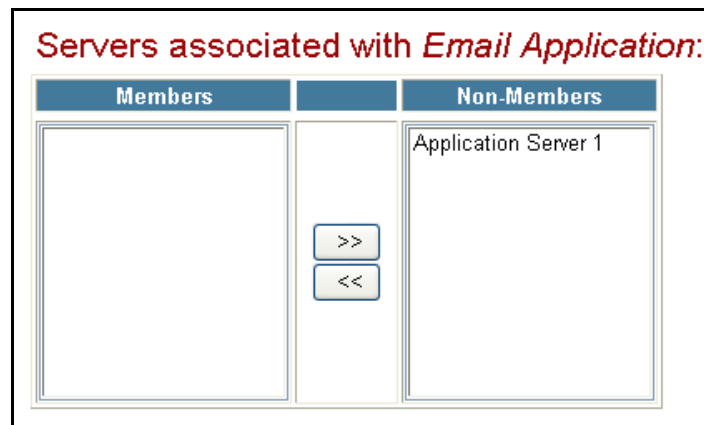 Servers associated with Email Application:
Members Non-Members
Application Server 1
>>
<<